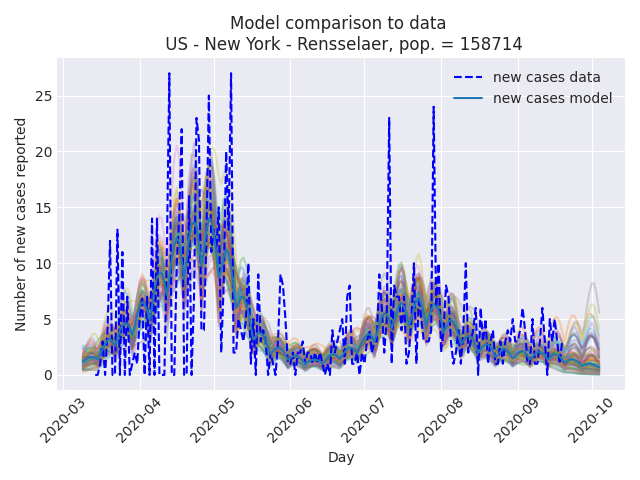 Model comparison to data
US - New York - Rensselaer, pop. = 158714
new cases data
new cases model
Number of new cases reported
25
20
15
10
5
0
2020-03
2020-04
2020-05
2020-06
2020-07
2020-08
2020-09
2020-10
Day